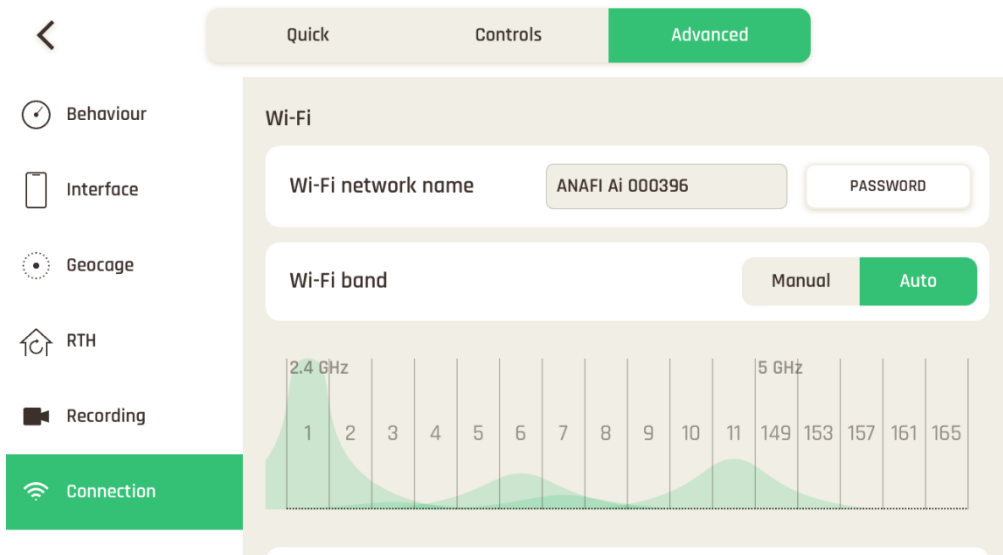 Quick Controls Advanced
Behaviour
Interface
Geocage
RTH
Recording
Connection
Wi-Fi
Wi-Fi network name ANAFI Ai 000396 PASSWORD
Wi-Fi band Manual Auto
2.4 GHz 5 GHz
1 2 3 4 5 6 7 8 9 10 11 149 153 157 161 165